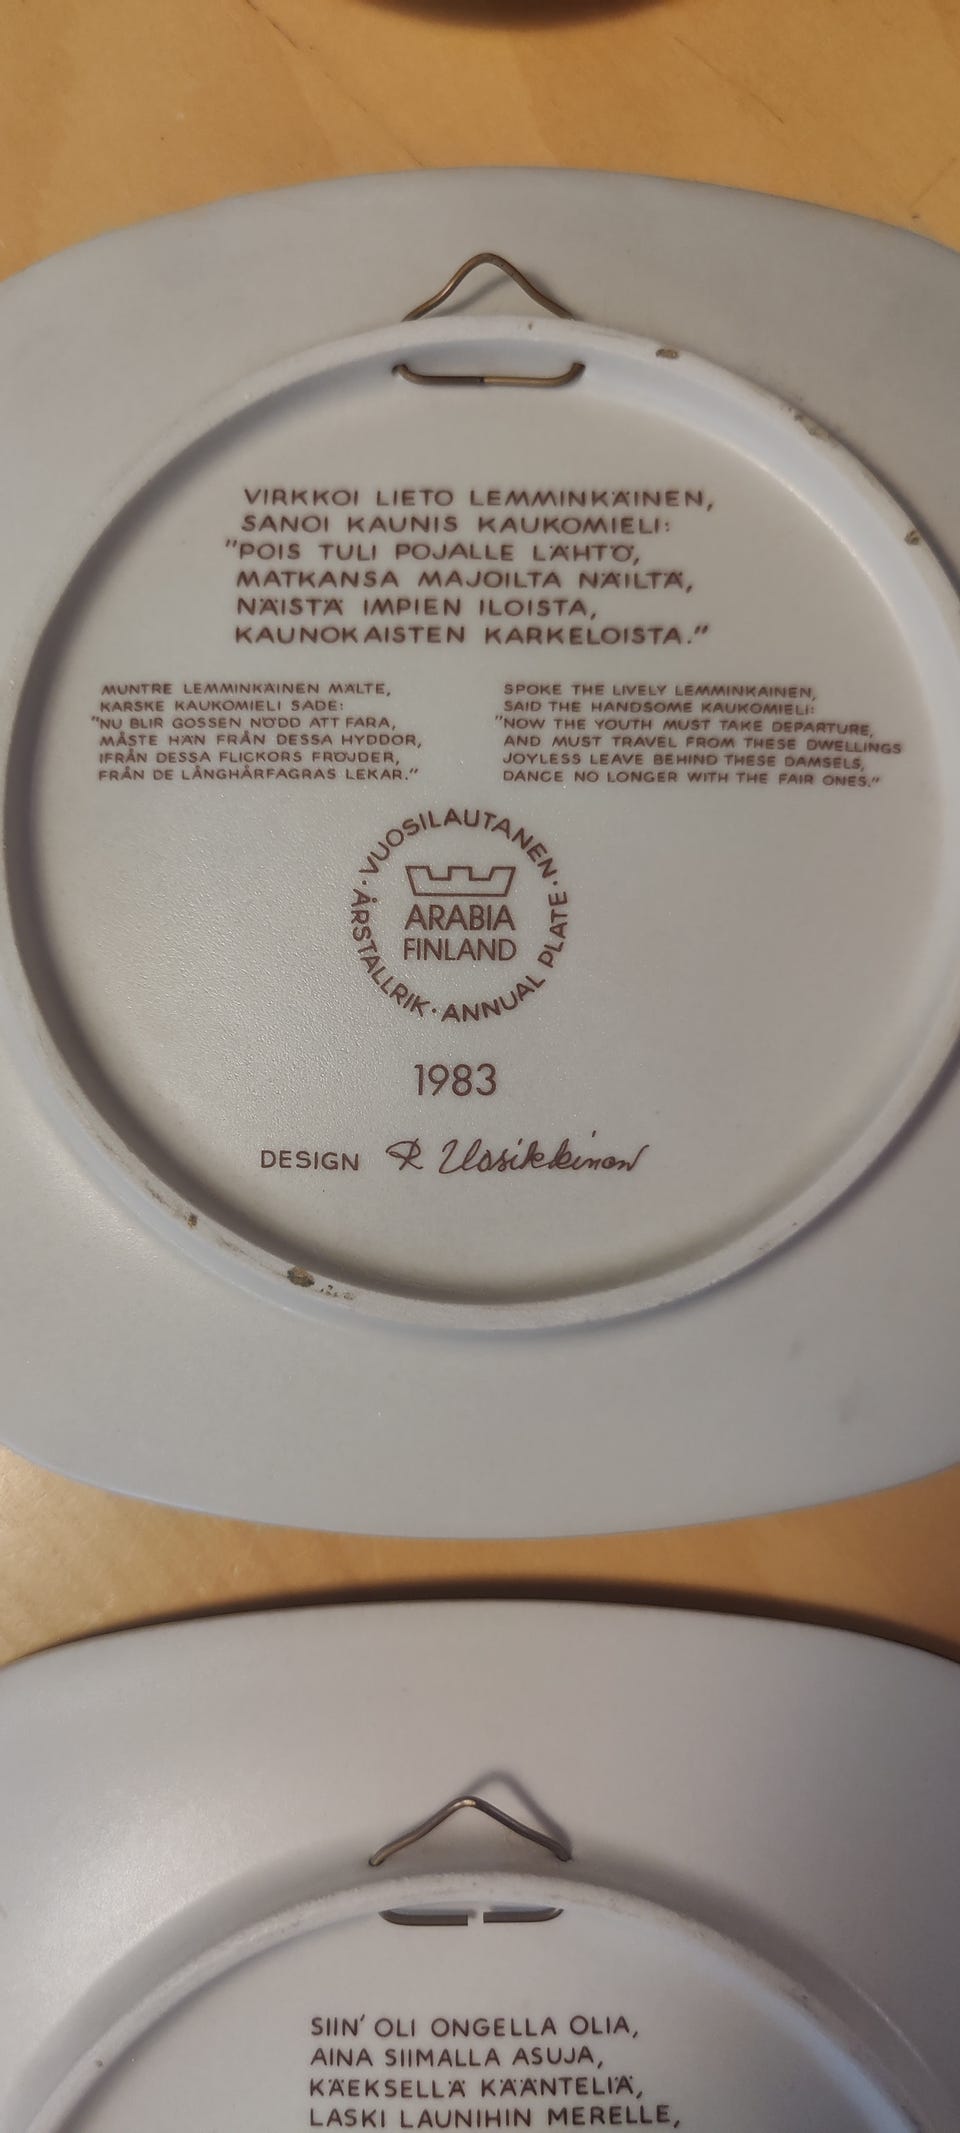 VIRKKOI LIETO LEMMINKÄINEN,
SANOI KAUNIS KAUKOMIELI:
"POIS TULI POJALLE LÄHTÖ,
MATKANSA MAJOILTA NÄILTÄ,
NÄISTÄ IMPIEN ILOISTA,
KAUNOKAISTEN KARKELOISTA."
MUNTRE LEMMINKÄINEN MÄLTE,
KARSKE KAUKOMIELI SADE:
"NU BLIR GOSSEN NÖDD ATT FARA,
MÅSTE HAN FRÅN DESSA HYDDOR,
IFRÅN DESSA FLICKORS FRÖJDER,
FRÅN DE LÅNGHÅRFAGRAS LEKAR."
SPOKE THE LIVELY LEMMINKAINEN,
SAID THE HANDSOME KAUKOMIELI:
"NOW THE YOUTH MUST TAKE DEPARTURE,
AND MUST TRAVEL FROM THESE DWELLINGS
JOYLESS LEAVE BEHIND THESE DAMSELS,
DANCE NO LONGER WITH THE FAIR ONES."
· VUOSILAUTANEN · ANNUAL PLATE · ÅRSTALLRIK
ARABIA
FINLAND
1983
DESIGN R Uosikkinen
SIIN' OLI ONGELLA OLIA,
AINA SIIMALLA ASUJA,
KÄEKSELLÄ KÄÄNTELIÄ,
LASKI LAUNIHIN MERELLE,